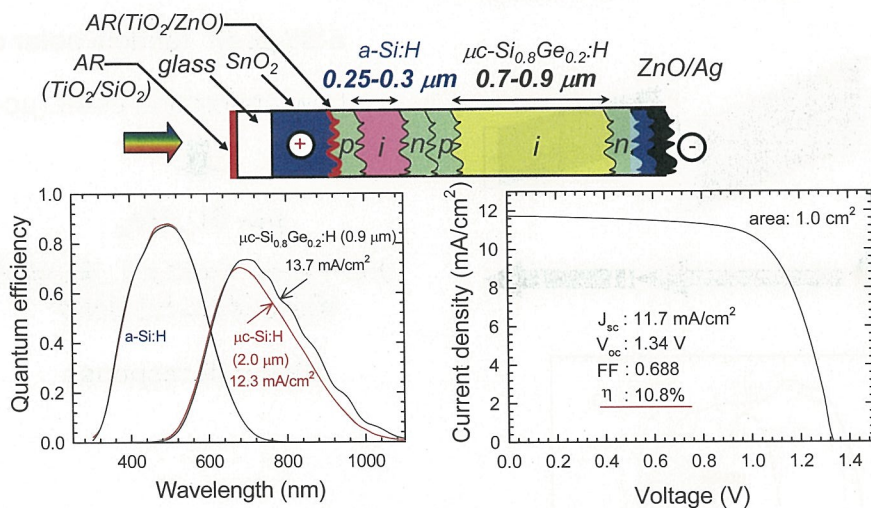 AR(TiO₂/ZnO)
AR
(TiO₂/SiO₂)
glass
SnO₂
a-Si:H
0.25-0.3 μm
μc-Si₀.₈Ge₀.₂:H
0.7-0.9 μm
ZnO/Ag
+
p
i
n
p
i
n
-
Quantum efficiency
1.0
0.8
0.6
0.4
0.2
0.0
400
600
800
1000
Wavelength (nm)
a-Si:H
μc-Si₀.₈Ge₀.₂:H (0.9 μm)
13.7 mA/cm²
μc-Si:H
(2.0 μm)
12.3 mA/cm²
Current density (mA/cm²)
12
10
8
6
4
2
0
0.0
0.2
0.4
0.6
0.8
1.0
1.2
1.4
Voltage (V)
area: 1.0 cm²
Jsc : 11.7 mA/cm²
Voc : 1.34 V
FF : 0.688
η : 10.8%